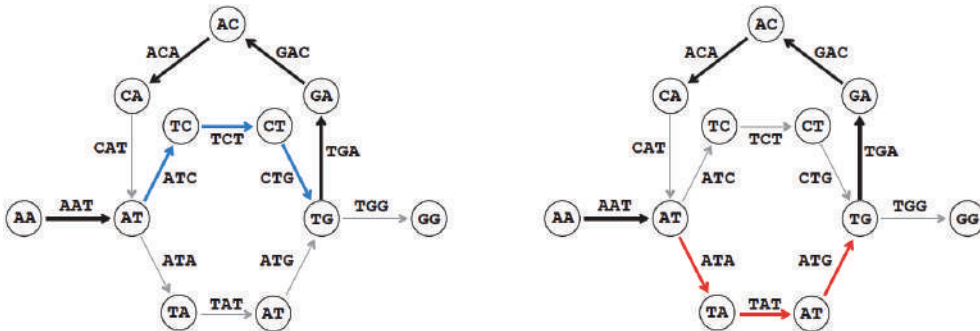 AC AC
ACA GAC ACA GAC
CA GA CA GA
TC CT TC CT
TCT TCT
CAT TGA CAT TGA
ATC CTG ATC CTG
AAT TGG AAT TGG
AA AT TG GG AA AT TG GG
ATA ATG ATA ATG
TAT TAT
TA AT TA AT